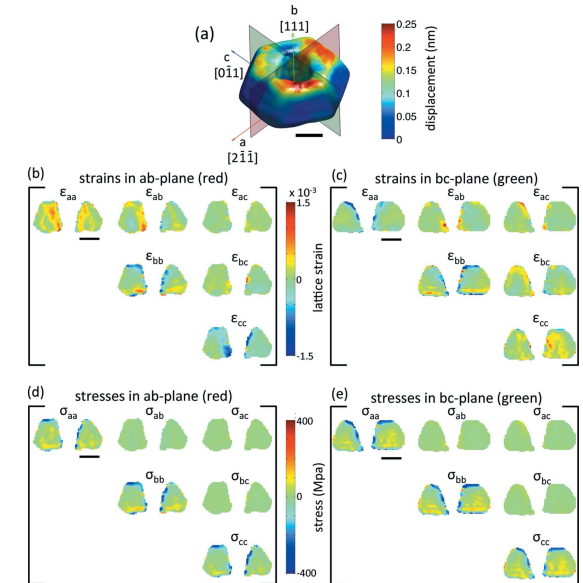 (a)
b
[111]
c
[01̄1]
a
[21̄1̄]
0.25
0.2
0.15
0.1
0.05
0
displacement (nm)
(b) strains in ab-plane (red)
εaa εab εac
εbb εbc
εcc
x 10-3
1.5
0
-1.5
lattice strain
(c) strains in bc-plane (green)
εaa εab εac
εbb εbc
εcc
(d) stresses in ab-plane (red)
σaa σab σac
σbb σbc
σcc
400
0
-400
stress (Mpa)
(e) stresses in bc-plane (green)
σaa σab σac
σbb σbc
σcc